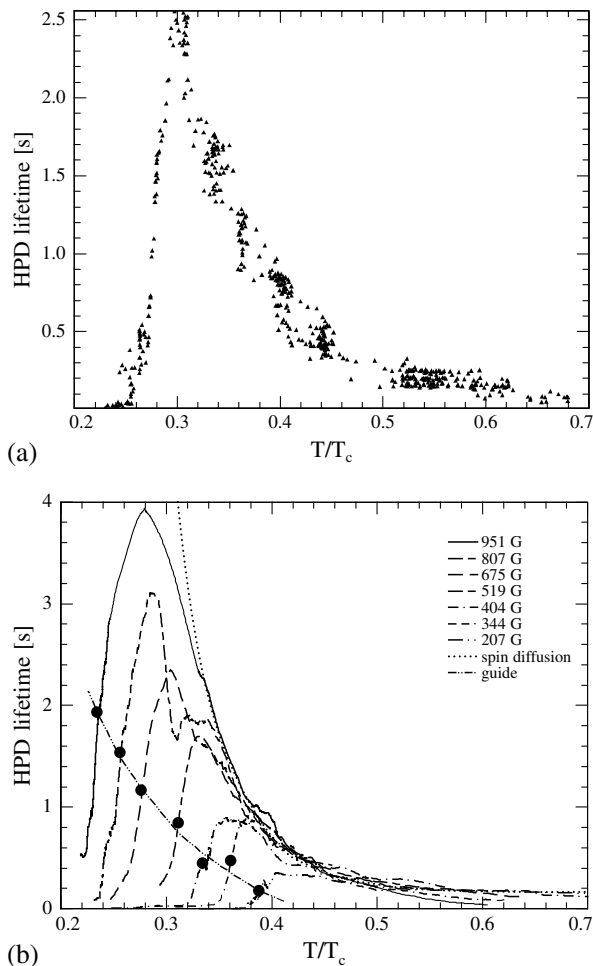 2.5
2.0
1.5
1.0
0.5
HPD lifetime [s]
0.2 0.3 0.4 0.5 0.6 0.7
T/Tc
(a)
4
3
2
1
0
HPD lifetime [s]
951 G
807 G
675 G
519 G
404 G
344 G
207 G
spin diffusion
guide
0.2 0.3 0.4 0.5 0.6 0.7
T/Tc
(b)